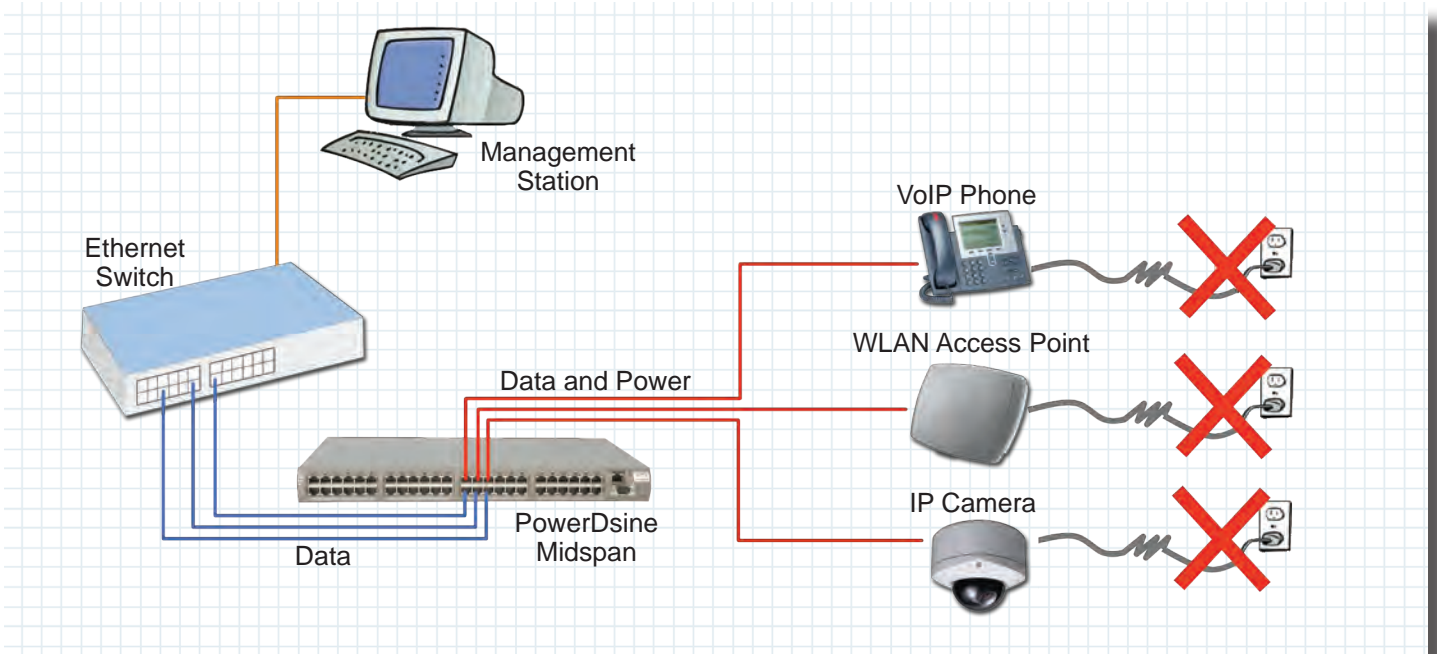 Management
Station
VoIP Phone
Ethernet
Switch
WLAN Access Point
Data and Power
IP Camera
PowerDsine
Midspan
Data